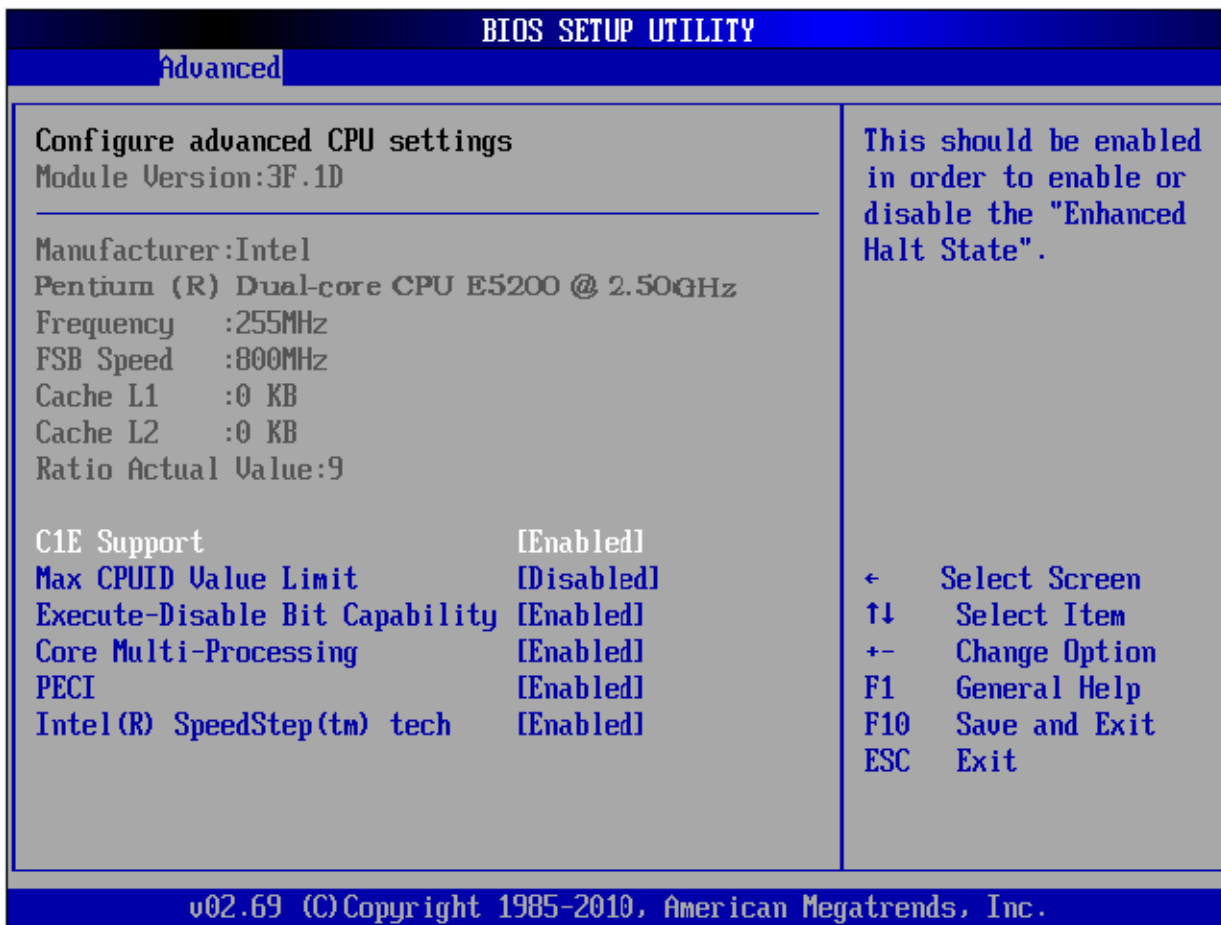 BIOS SETUP UTILITY
Advanced
Configure advanced CPU settings
Module Version:3F.1D
Manufacturer:Intel
Pentium (R) Dual-core CPU E5200 @ 2.50GHz
Frequency :255MHz
FSB Speed :800MHz
Cache L1 :0 KB
Cache L2 :0 KB
Ratio Actual Value:9
C1E Support [Enabled]
Max CPUID Value Limit [Disabled]
Execute-Disable Bit Capability [Enabled]
Core Multi-Processing [Enabled]
PECI [Enabled]
Intel(R) SpeedStep(tm) tech [Enabled]
This should be enabled
in order to enable or
disable the "Enhanced
Halt State".
← Select Screen
↑↓ Select Item
+- Change Option
F1 General Help
F10 Save and Exit
ESC Exit
v02.69 (C)Copyright 1985-2010, American Megatrends, Inc.